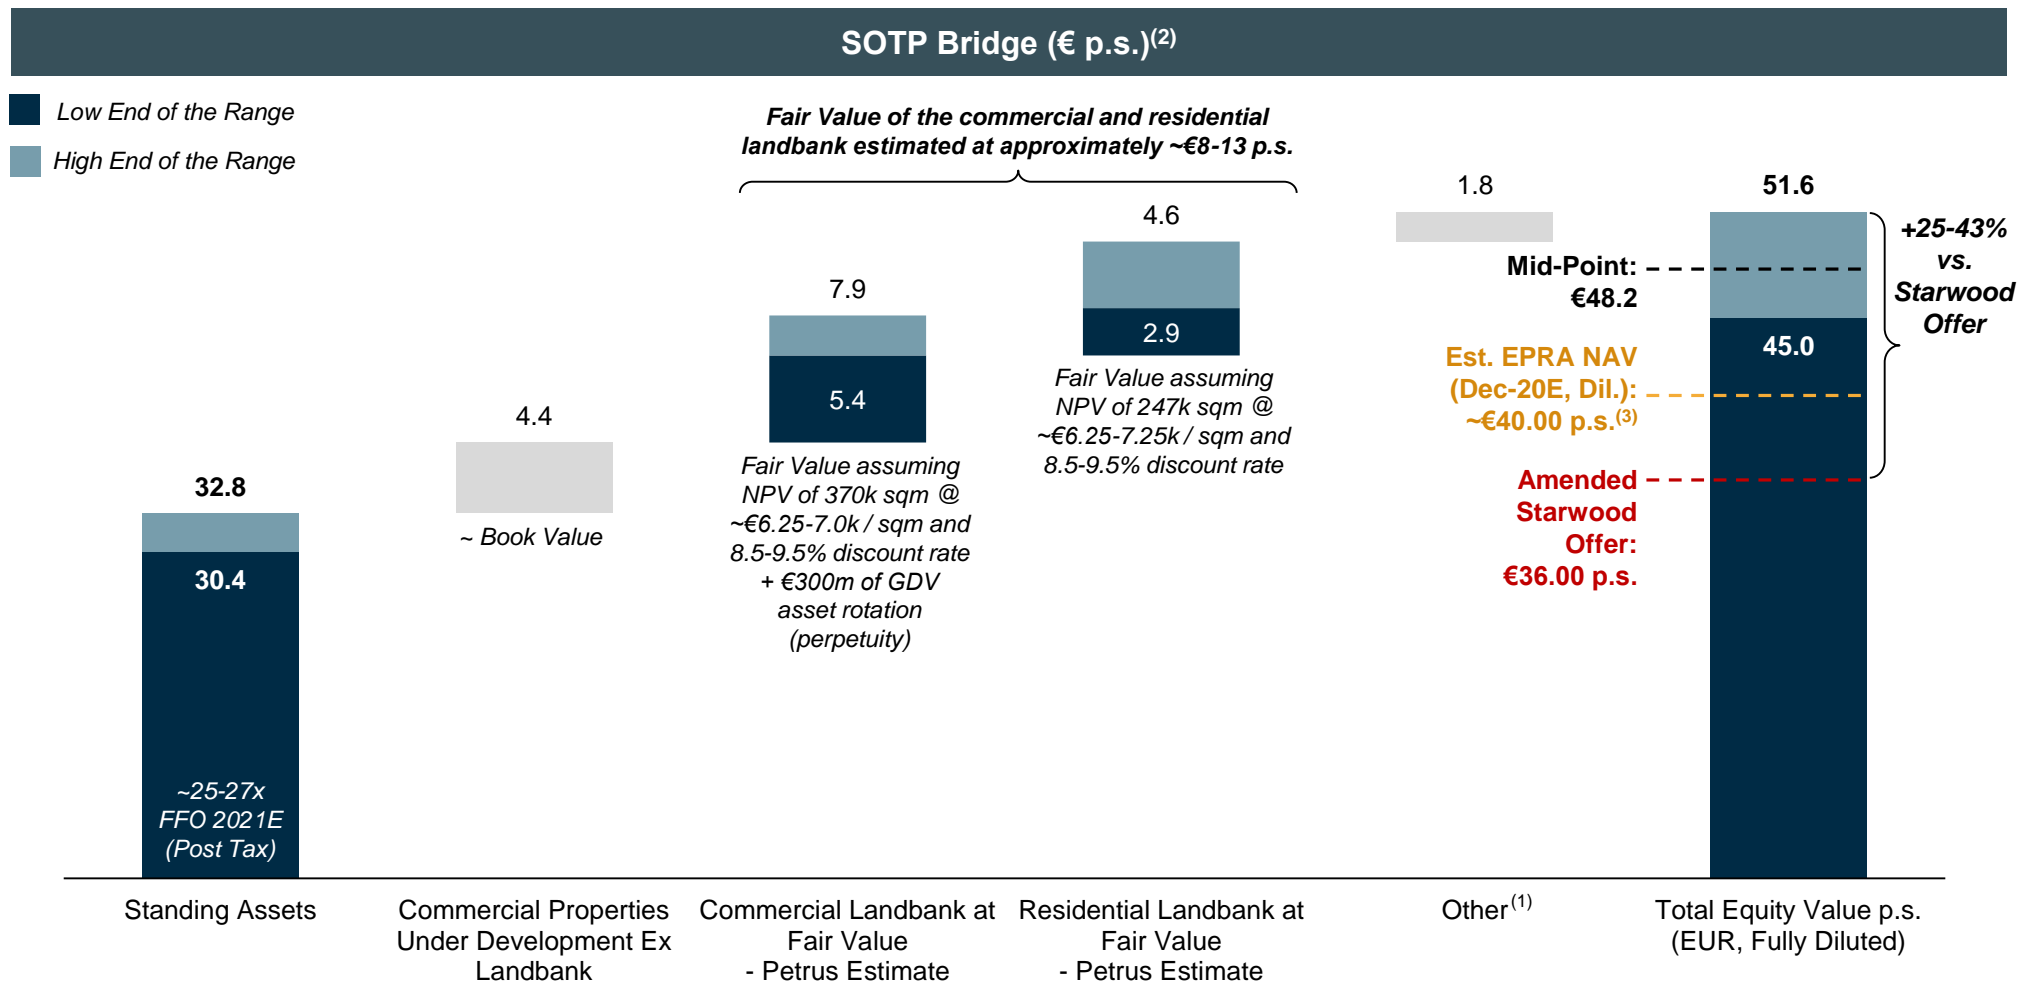 SOTP Bridge (€ p.s.)(2)
Low End of the Range
High End of the Range
Fair Value of the commercial and residential
landbank estimated at approximately ~€8-13 p.s.
32.8
30.4
~25-27x
FFO 2021E
(Post Tax)
4.4
~ Book Value
7.9
5.4
Fair Value assuming
NPV of 370k sqm @
~€6.25-7.0k / sqm and
8.5-9.5% discount rate
+ €300m of GDV
asset rotation
(perpetuity)
4.6
2.9
Fair Value assuming
NPV of 247k sqm @
~€6.25-7.25k / sqm and
8.5-9.5% discount rate
1.8
Mid-Point:
€48.2
Est. EPRA NAV
(Dec-20E, Dil.):
~€40.00 p.s.(3)
Amended
Starwood
Offer:
€36.00 p.s.
51.6
45.0
+25-43%
vs.
Starwood
Offer
Standing Assets
Commercial Properties
Under Development Ex
Landbank
Commercial Landbank at
Fair Value
- Petrus Estimate
Residential Landbank at
Fair Value
- Petrus Estimate
Other(1)
Total Equity Value p.s.
(EUR, Fully Diluted)